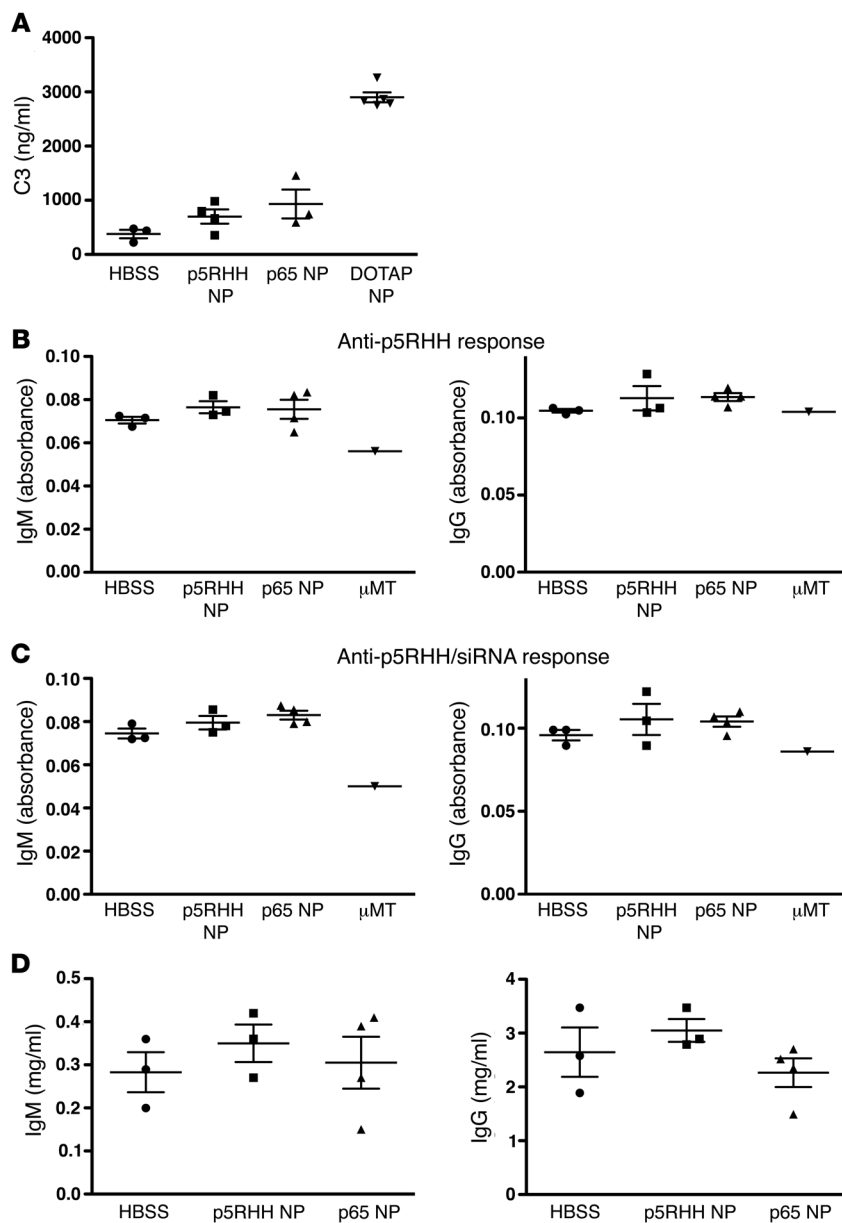 A
4000
3000
2000
1000
0
C3 (ng/ml)
HBSS
p5RHH
NP
p65 NP
DOTAP
NP
B
Anti-p5RHH response
0.10
0.08
0.06
0.04
0.02
0.00
IgM (absorbance)
HBSS
p5RHH
NP
p65 NP
μMT
0.10
0.05
0.00
IgG (absorbance)
HBSS
p5RHH
NP
p65 NP
μMT
C
Anti-p5RHH/siRNA response
0.10
0.08
0.06
0.04
0.02
0.00
IgM (absorbance)
HBSS
p5RHH
NP
p65 NP
μMT
0.10
0.05
0.00
IgG (absorbance)
HBSS
p5RHH
NP
p65 NP
μMT
D
0.5
0.4
0.3
0.2
0.1
0.0
IgM (mg/ml)
HBSS
p5RHH NP
p65 NP
4
3
2
1
0
IgG (mg/ml)
HBSS
p5RHH NP
p65 NP